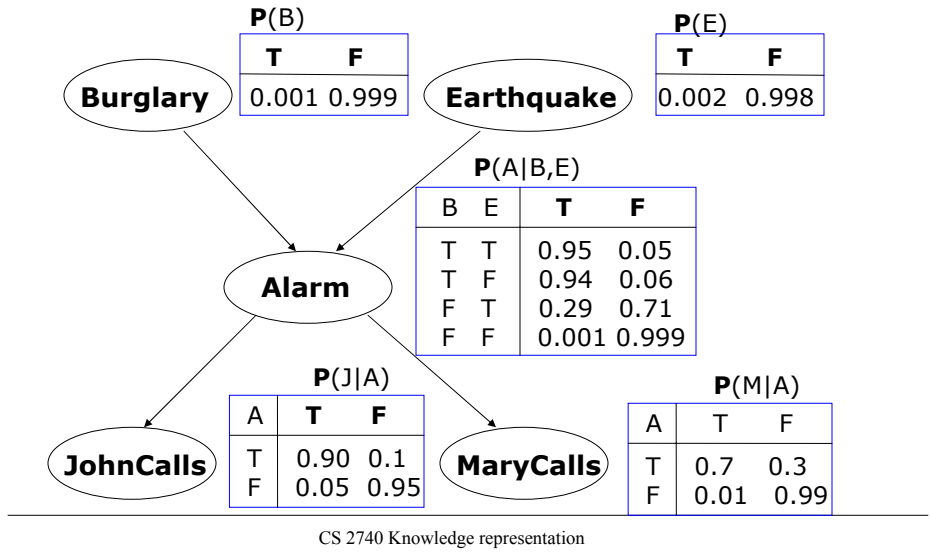 P(B)
T F
0.001 0.999
Burglary
P(E)
T F
0.002 0.998
Earthquake
P(A|B,E)
B E T F
T T 0.95 0.05
T F 0.94 0.06
F T 0.29 0.71
F F 0.001 0.999
Alarm
P(J|A)
A T F
T 0.90 0.1
F 0.05 0.95
JohnCalls
P(M|A)
A T F
T 0.7 0.3
F 0.01 0.99
MaryCalls
CS 2740 Knowledge representation